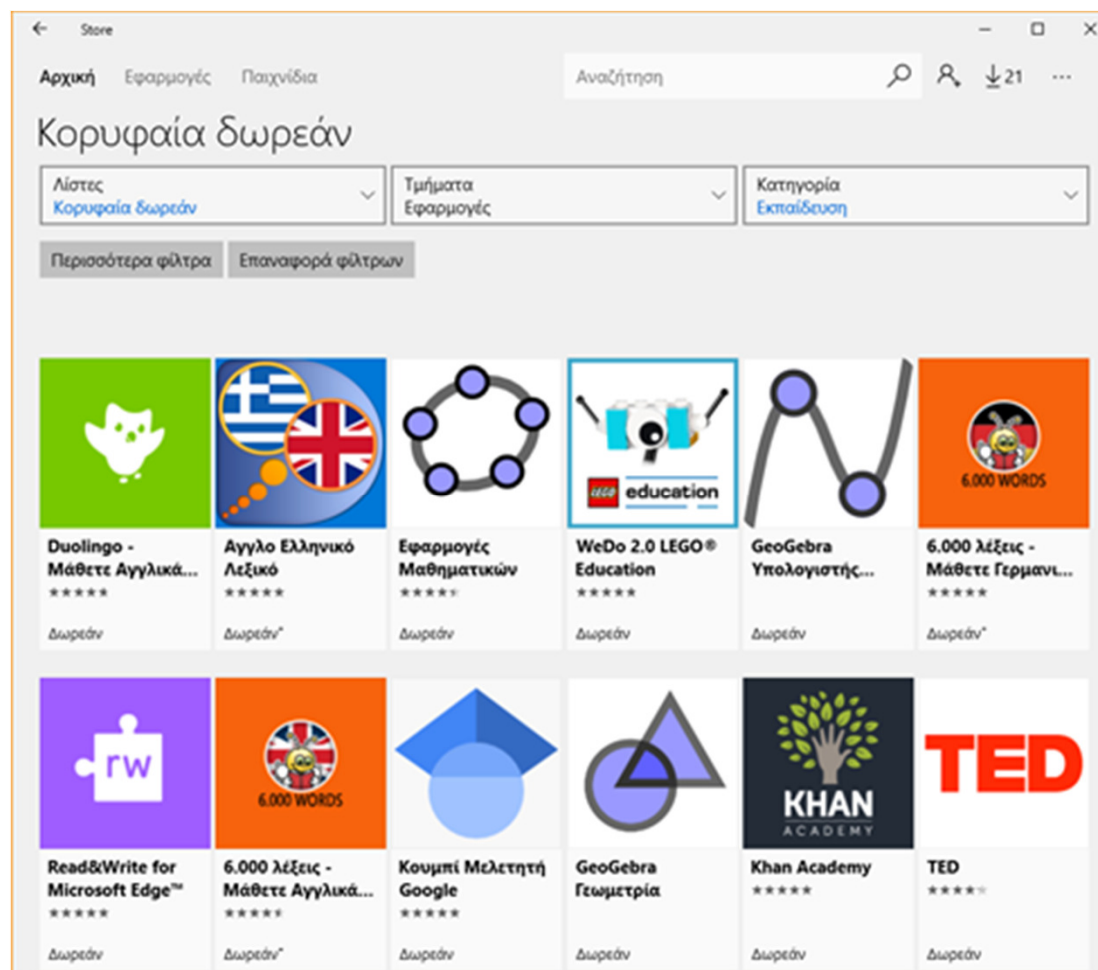 Store
Αρχική Εφαρμογές Παιχνίδια Αναζήτηση 21
Κορυφαία δωρεάν
Λίστες Τμήματα Κατηγορία
Κορυφαία δωρεάν Εφαρμογές Εκπαίδευση
Περισσότερα φίλτρα Επαναφορά φίλτρων
LEGO education
6.000 WORDS
Duolingo - Αγγλο Ελληνικό Εφαρμογές WeDo 2.0 LEGO® GeoGebra 6.000 λέξεις -
Μάθετε Αγγλικά... Λεξικό Μαθηματικών Education Υπολογιστής... Μάθετε Γερμανι...
Δωρεάν Δωρεάν* Δωρεάν Δωρεάν Δωρεάν Δωρεάν*
rw
6.000 WORDS
KHAN
ACADEMY
TED
Read&Write for 6.000 λέξεις - Κουμπί Μελετητή GeoGebra Khan Academy TED
Microsoft Edge™ Μάθετε Αγγλικά... Google Γεωμετρία
Δωρεάν Δωρεάν* Δωρεάν Δωρεάν Δωρεάν Δωρεάν